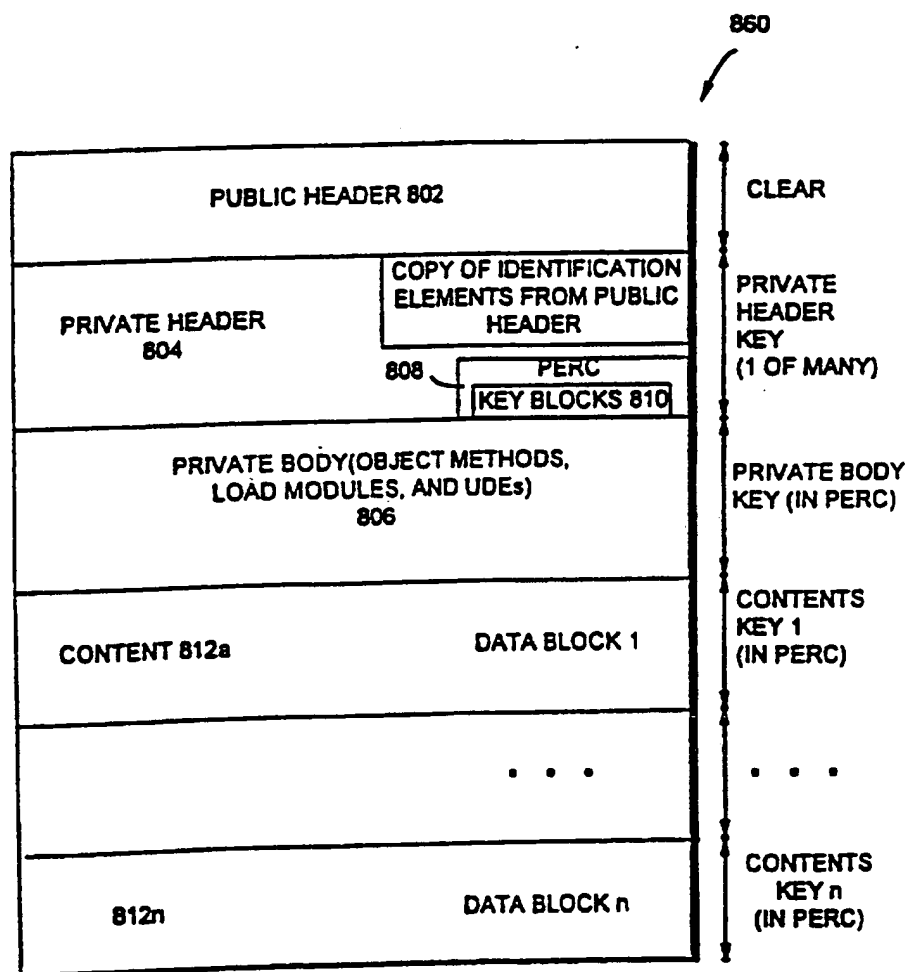 860
PUBLIC HEADER 802
CLEAR
COPY OF IDENTIFICATION
ELEMENTS FROM PUBLIC
HEADER
PRIVATE HEADER
804
PRIVATE
HEADER
KEY
(1 OF MANY)
808
PERC
KEY BLOCKS 810
PRIVATE BODY(OBJECT METHODS,
LOAD MODULES, AND UDEs)
806
PRIVATE BODY
KEY (IN PERC)
CONTENT 812a
DATA BLOCK 1
CONTENTS
KEY 1
(IN PERC)
• • •
• • •
812n
DATA BLOCK n
CONTENTS
KEY n
(IN PERC)